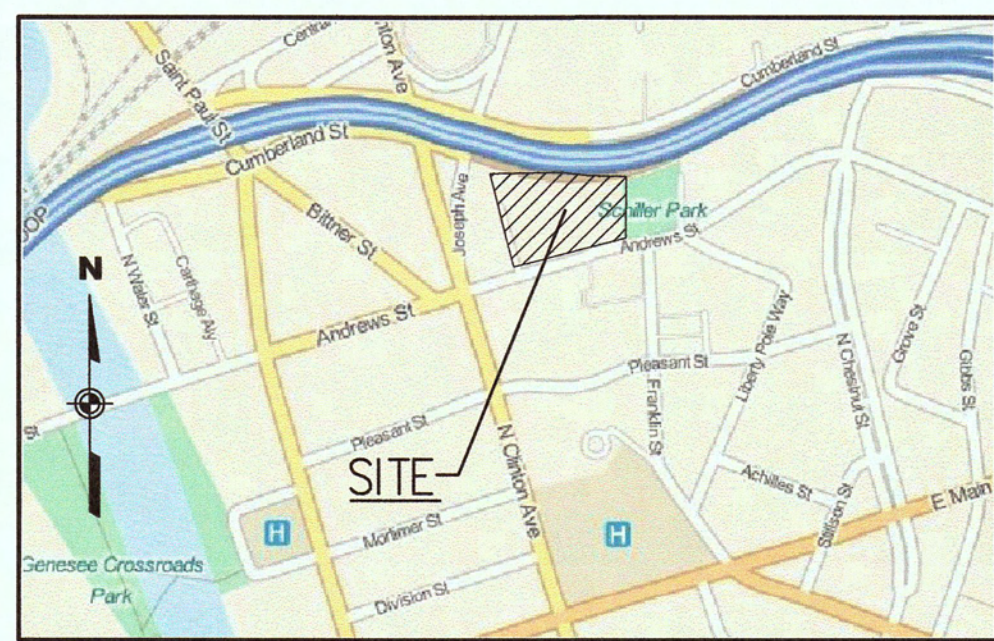 Central
Saint Paul St
nton Ave
Cumberland St
Cumberland St
Bittner St
Joseph Ave
Schiller Park
Andrews St
OOP
N
N Water St
Carthage Aly
Andrews St
Liberty Pole Way
N Chestnut St
Grove St
Gibbs St
Pleasant St
Pleasant St
Franklin St
N Clinton Ave
SITE
Achilles St
Stillson St
E Main
H
Mortimer St
H
Genesee Crossroads
Park
Division St